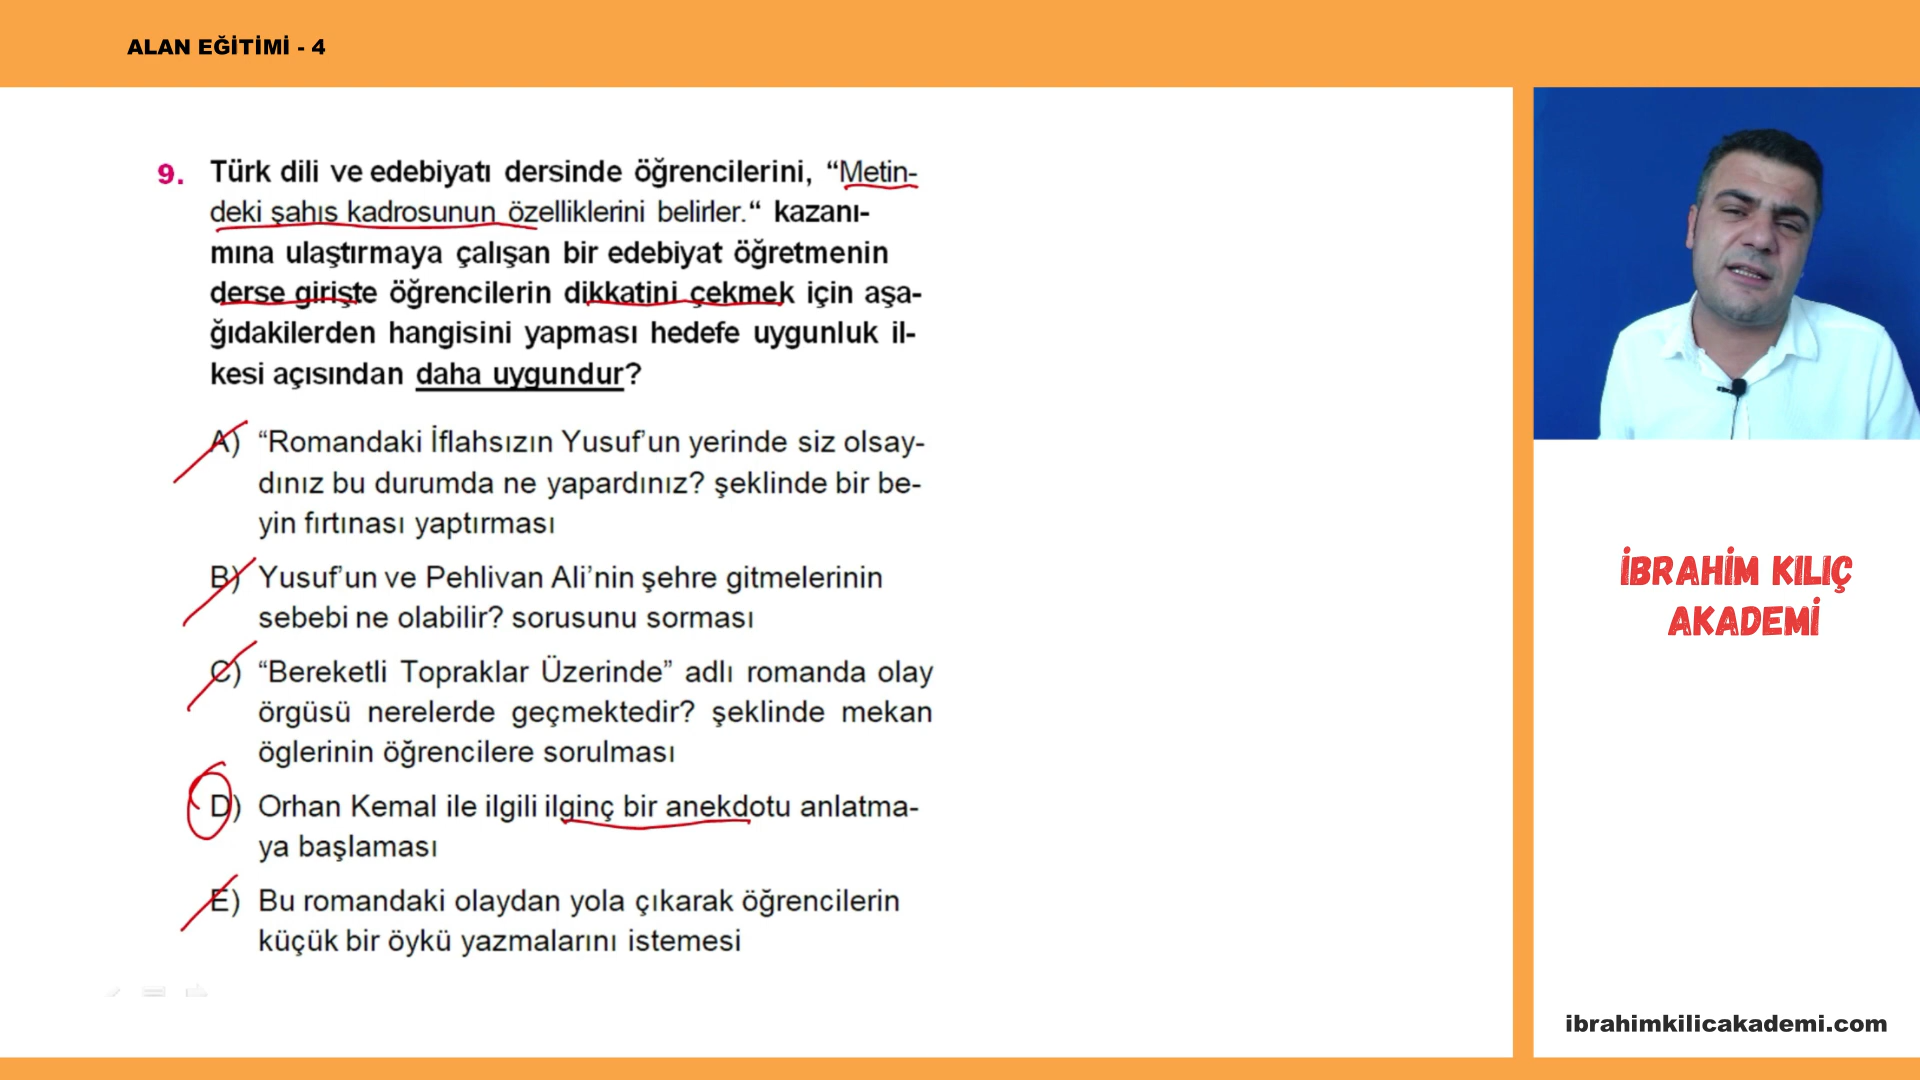 ALAN EĞİTİMİ - 4
9. Türk dili ve edebiyatı dersinde öğrencilerini, “Metin-
deki şahıs kadrosunun özelliklerini belirler.“ kazanı-
mına ulaştırmaya çalışan bir edebiyat öğretmenin
derse girişte öğrencilerin dikkatini çekmek için aşa-
ğıdakilerden hangisini yapması hedefe uygunluk il-
kesi açısından daha uygundur?
A) “Romandaki İflahsızın Yusuf’un yerinde siz olsay-
dınız bu durumda ne yapardınız? şeklinde bir be-
yin fırtınası yaptırması
B) Yusuf’un ve Pehlivan Ali’nin şehre gitmelerinin
sebebi ne olabilir? sorusunu sorması
C) “Bereketli Topraklar Üzerinde” adlı romanda olay
örgüsü nerelerde geçmektedir? şeklinde mekan
öglerinin öğrencilere sorulması
D) Orhan Kemal ile ilgili ilginç bir anekdotu anlatma-
ya başlaması
E) Bu romandaki olaydan yola çıkarak öğrencilerin
küçük bir öykü yazmalarını istemesi
İBRAHİM KILIÇ
AKADEMİ
ibrahimkilicakademi.com